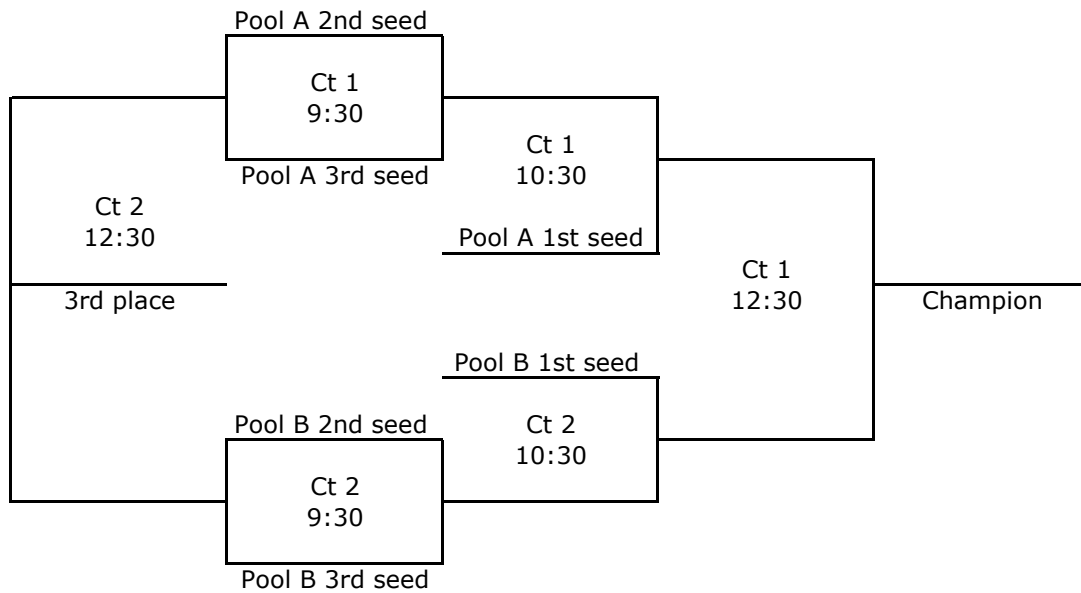 Pool A 2nd seed
Ct 1
9:30
Pool A 3rd seed
Ct 1
10:30
Pool A 1st seed
Ct 2
12:30
3rd place
Ct 1
12:30
Champion
Pool B 1st seed
Pool B 2nd seed
Ct 2
10:30
Ct 2
9:30
Pool B 3rd seed